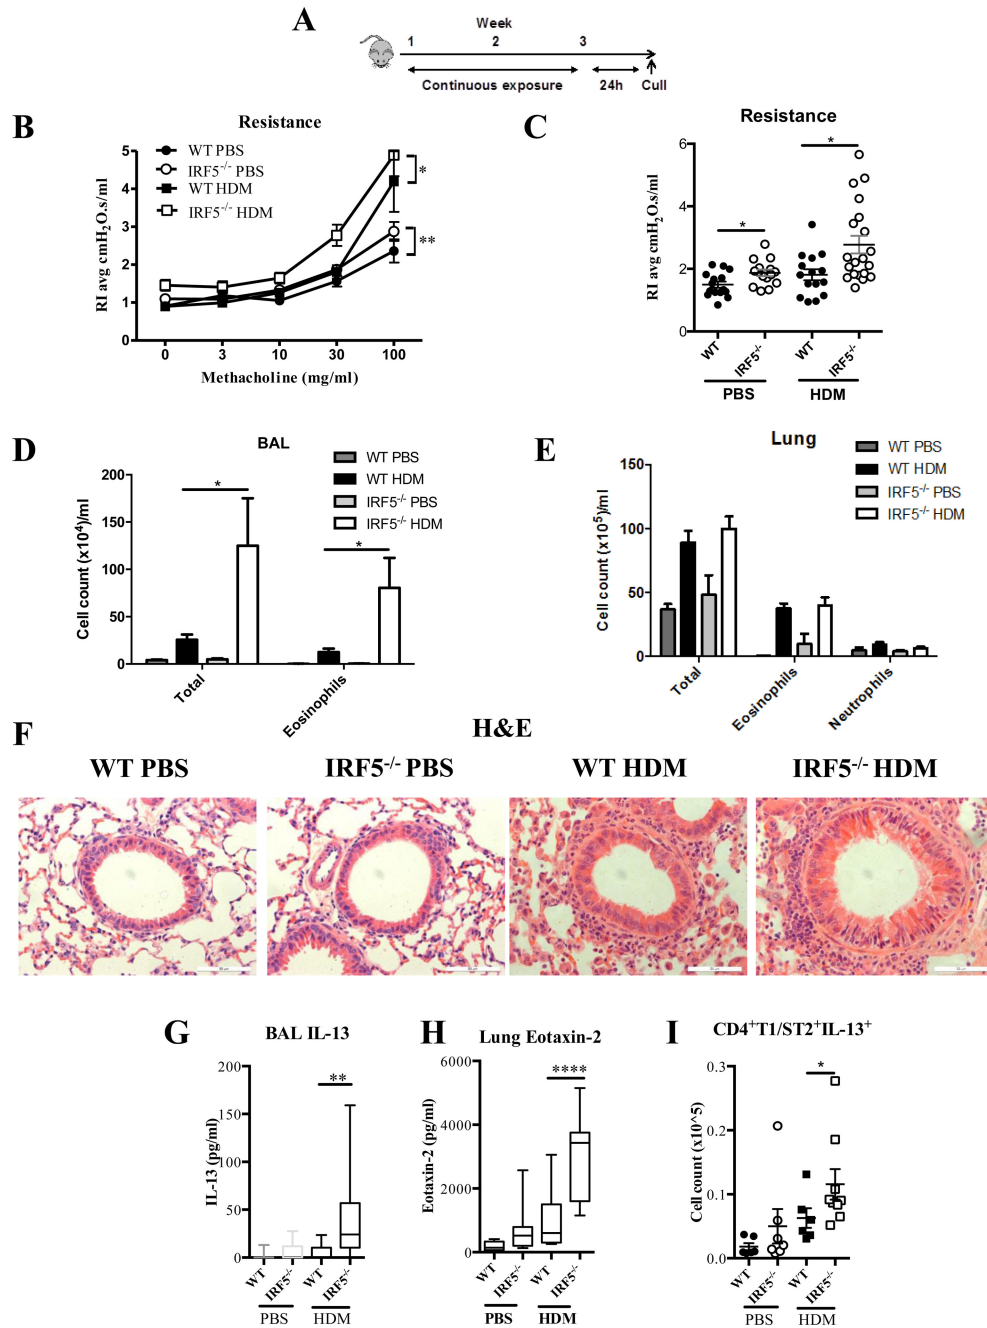 A
Week
1 2 3
Continuous exposure 24h Cull
B
Resistance
WT PBS
IRF5-/- PBS
WT HDM
IRF5-/- HDM
RI avg cmH2O.s/ml
5
4
3
2
1
0
*
**
0 3 10 30 100
Methacholine (mg/ml)
C
Resistance
RI avg cmH2O.s/ml
6
4
2
0
*
*
WT IRF5-/- WT IRF5-/-
PBS HDM
D
BAL
WT PBS
WT HDM
IRF5-/- PBS
IRF5-/- HDM
Cell count (x10^4)/ml
200
150
100
50
0
*
*
Total Eosinophils
E
Lung
WT PBS
WT HDM
IRF5-/- PBS
IRF5-/- HDM
Cell count (x10^5)/ml
150
100
50
0
Total Eosinophils Neutrophils
F
H&E
WT PBS IRF5-/- PBS WT HDM IRF5-/- HDM
G
BAL IL-13
IL-13 (pg/ml)
200
150
100
50
0
**
WT IRF5-/- WT IRF5-/-
PBS HDM
H
Lung Eotaxin-2
Eotaxin-2 (pg/ml)
6000
4000
2000
0
****
WT IRF5-/- WT IRF5-/-
PBS HDM
I
CD4+T1/ST2+IL-13+
Cell count (x10^5)
0.3
0.2
0.1
0.0
*
WT IRF5-/- WT IRF5-/-
PBS HDM